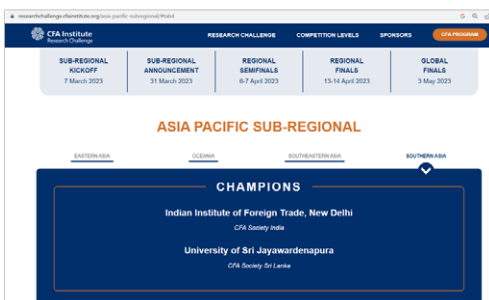 researchchallenge.cfainstitute.org/asia-pacific-subregional/#tab4
CFA Institute
Research Challenge
RESEARCH CHALLENGE
COMPETITION LEVELS
SPONSORS
CFA PROGRAM
SUB-REGIONAL
KICKOFF
7 March 2023
SUB-REGIONAL
ANNOUNCEMENT
31 March 2023
REGIONAL
SEMIFINALS
6-7 April 2023
REGIONAL
FINALS
13-14 April 2023
GLOBAL
FINALS
3 May 2023
ASIA PACIFIC SUB-REGIONAL
EASTERN ASIA
OCEANIA
SOUTHEASTERN ASIA
SOUTHERN ASIA
CHAMPIONS
Indian Institute of Foreign Trade, New Delhi
CFA Society India
University of Sri Jayawardenapura
CFA Society Sri Lanka